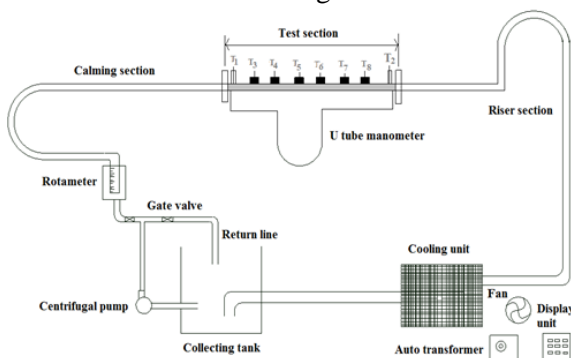 Test section
T1 T3 T4 T5 T6 T7 T8 T2
Calming section
Riser section
U tube manometer
Rotameter
Gate valve
Return line
Cooling unit
Fan
Centrifugal pump
Display
unit
Collecting tank
Auto transformer